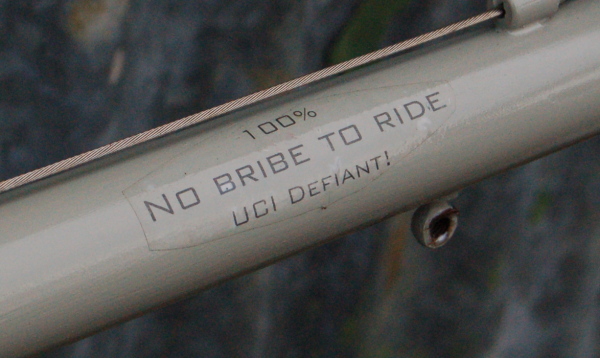 100%
NO BRIBE TO RIDE
UCI DEFIANT!